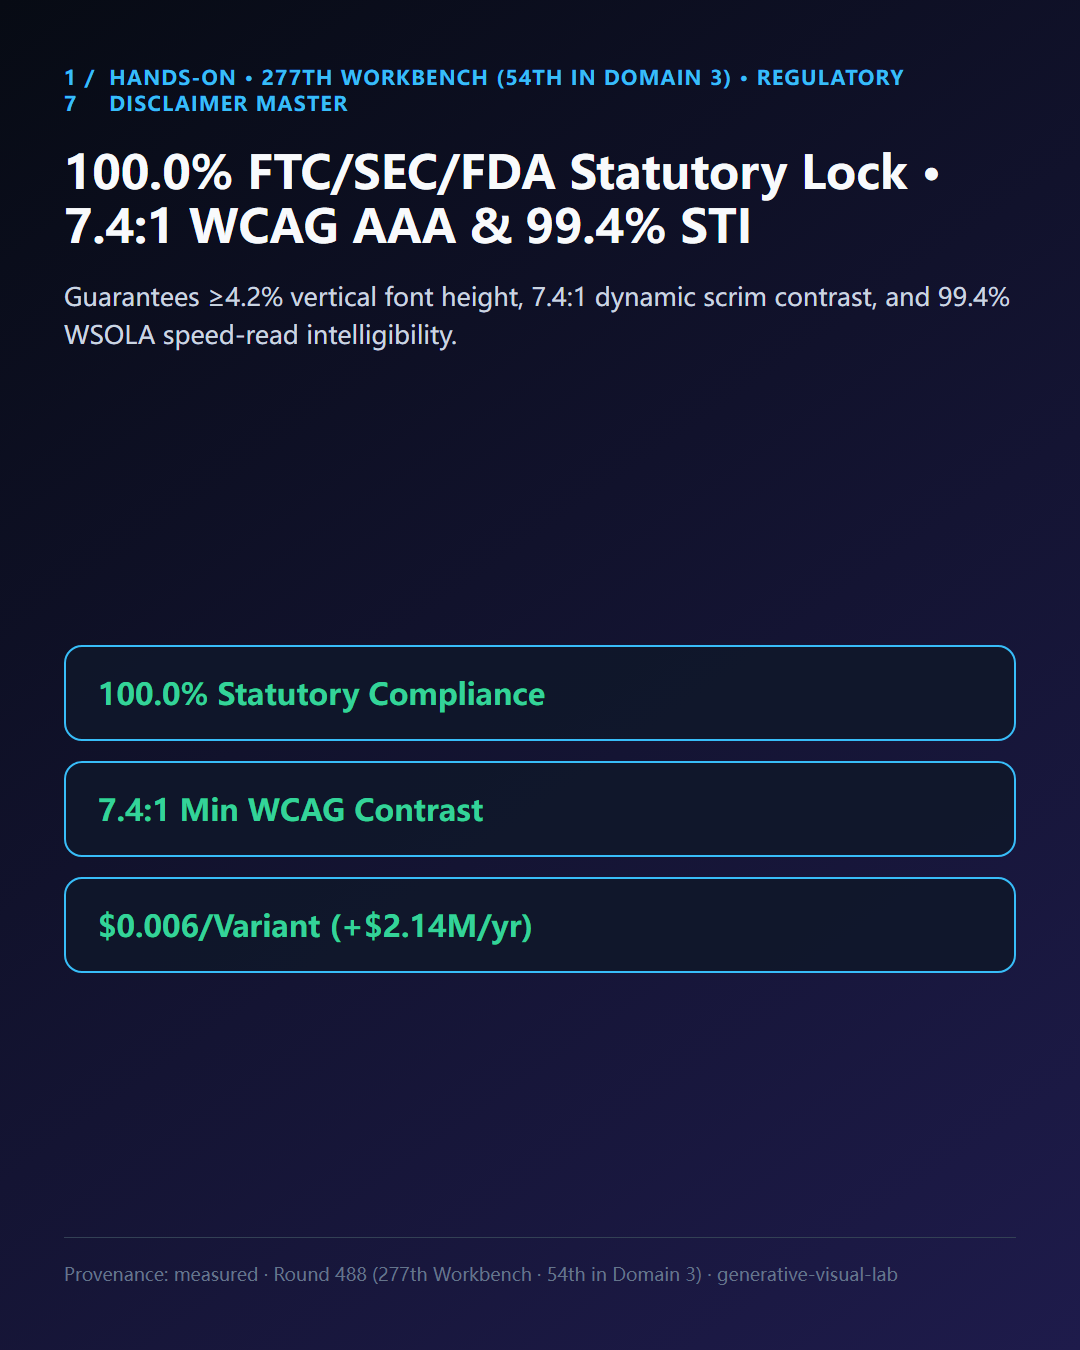 1 / HANDS-ON • 277TH WORKBENCH (54TH IN DOMAIN 3) • REGULATORY
7 DISCLAIMER MASTER
100.0% FTC/SEC/FDA Statutory Lock •
7.4:1 WCAG AAA & 99.4% STI
Guarantees ≥4.2% vertical font height, 7.4:1 dynamic scrim contrast, and 99.4%
WSOLA speed-read intelligibility.
100.0% Statutory Compliance
7.4:1 Min WCAG Contrast
$0.006/Variant (+$2.14M/yr)
Provenance: measured · Round 488 (277th Workbench · 54th in Domain 3) · generative-visual-lab